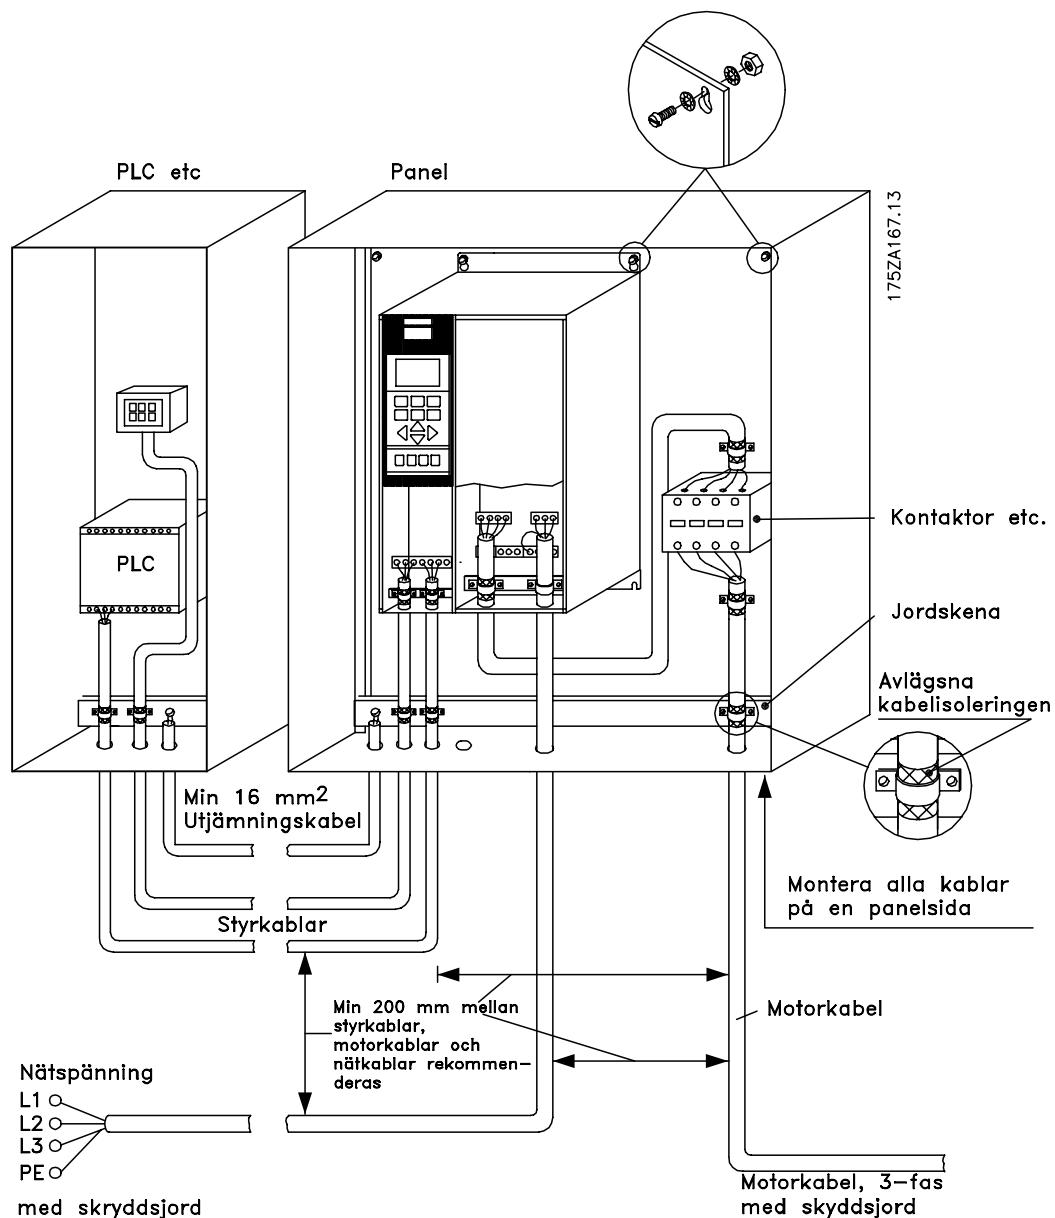 PLC etc
Panel
175ZA167.13
PLC
Kontaktor etc.
Jordskena
Avlägsna
kabelisoleringen
Min 16 mm2
Utjämningskabel
Montera alla kablar
på en panelsida
Styrkablar
Min 200 mm mellan
styrkablar,
motorkablar och
nätkablar rekommen-
deras
Motorkabel
Nätspänning
L1
L2
L3
PE
med skryddsjord
Motorkabel, 3-fas
med skyddsjord